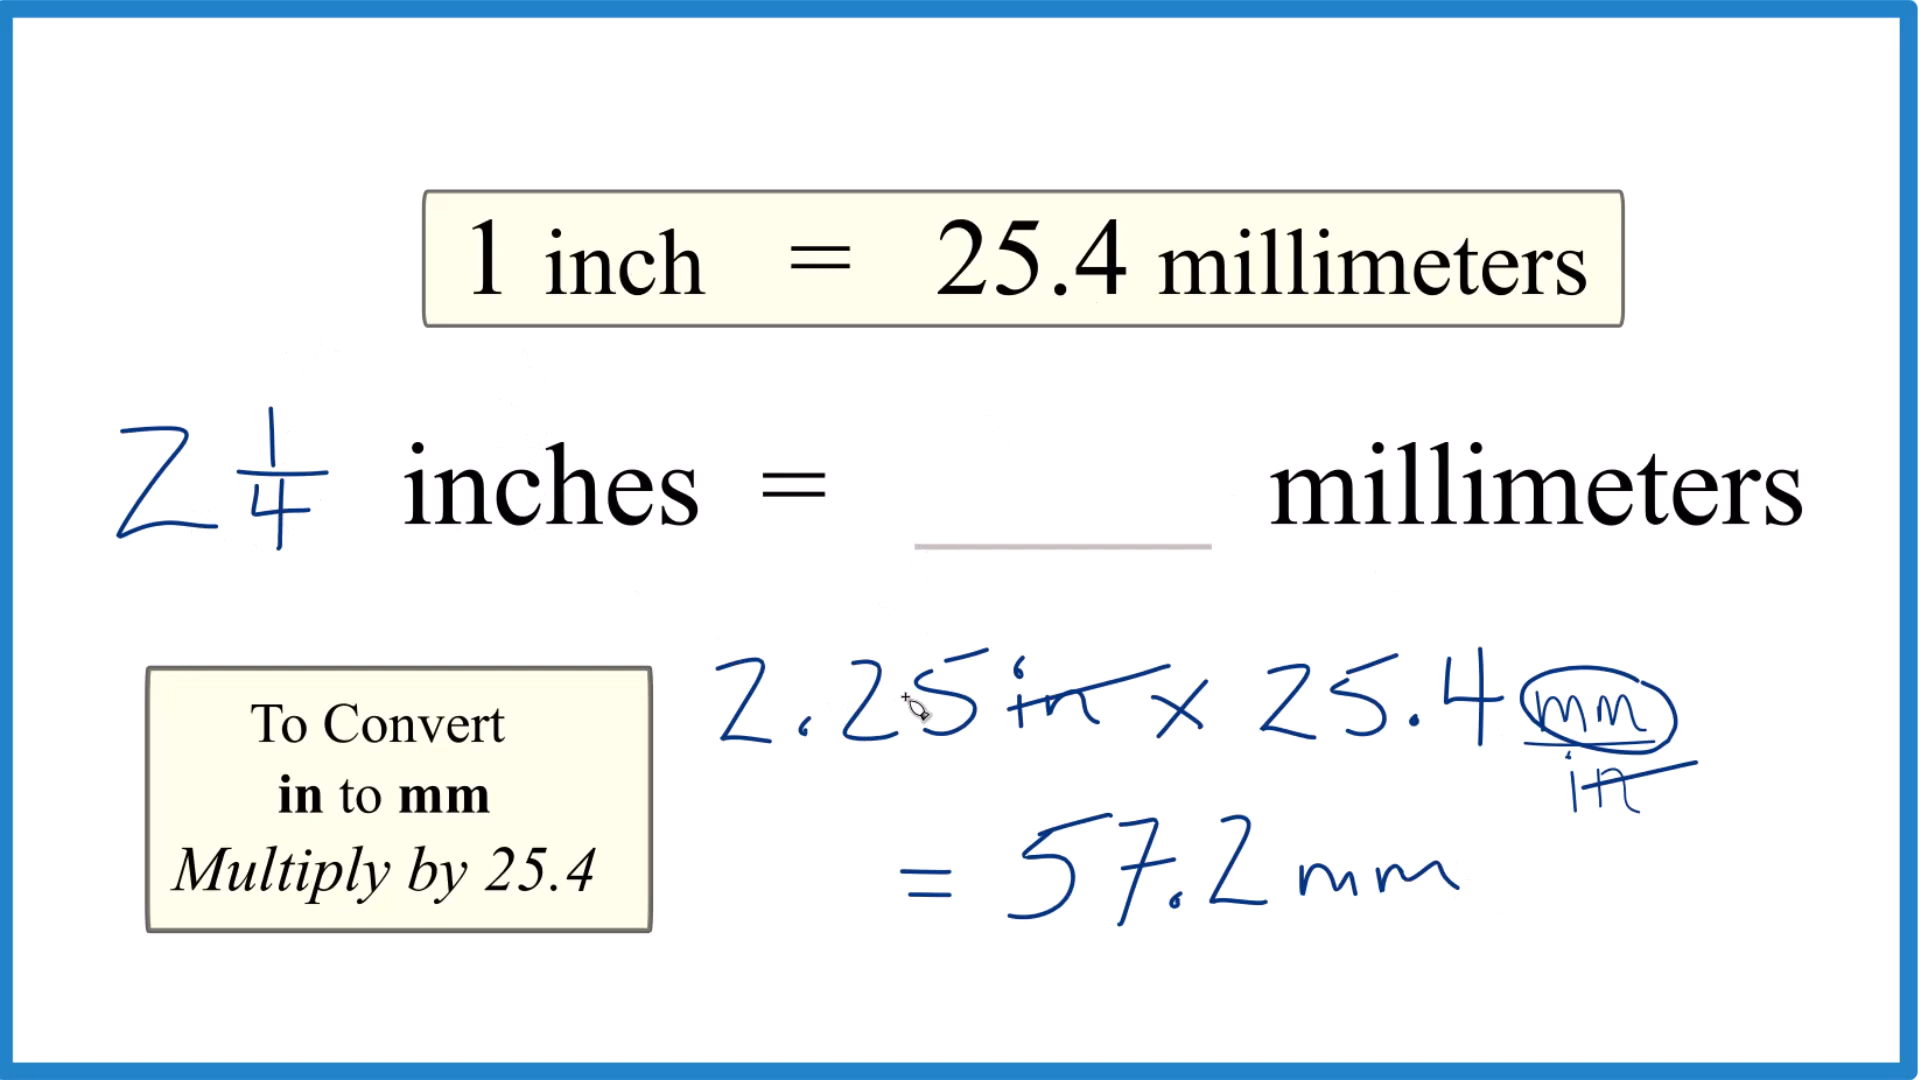 1 inch = 25.4 millimeters
2 1/4 inches = ______ millimeters
To Convert
in to mm
Multiply by 25.4
2.25 in x 25.4 mm/in
= 57.2 mm